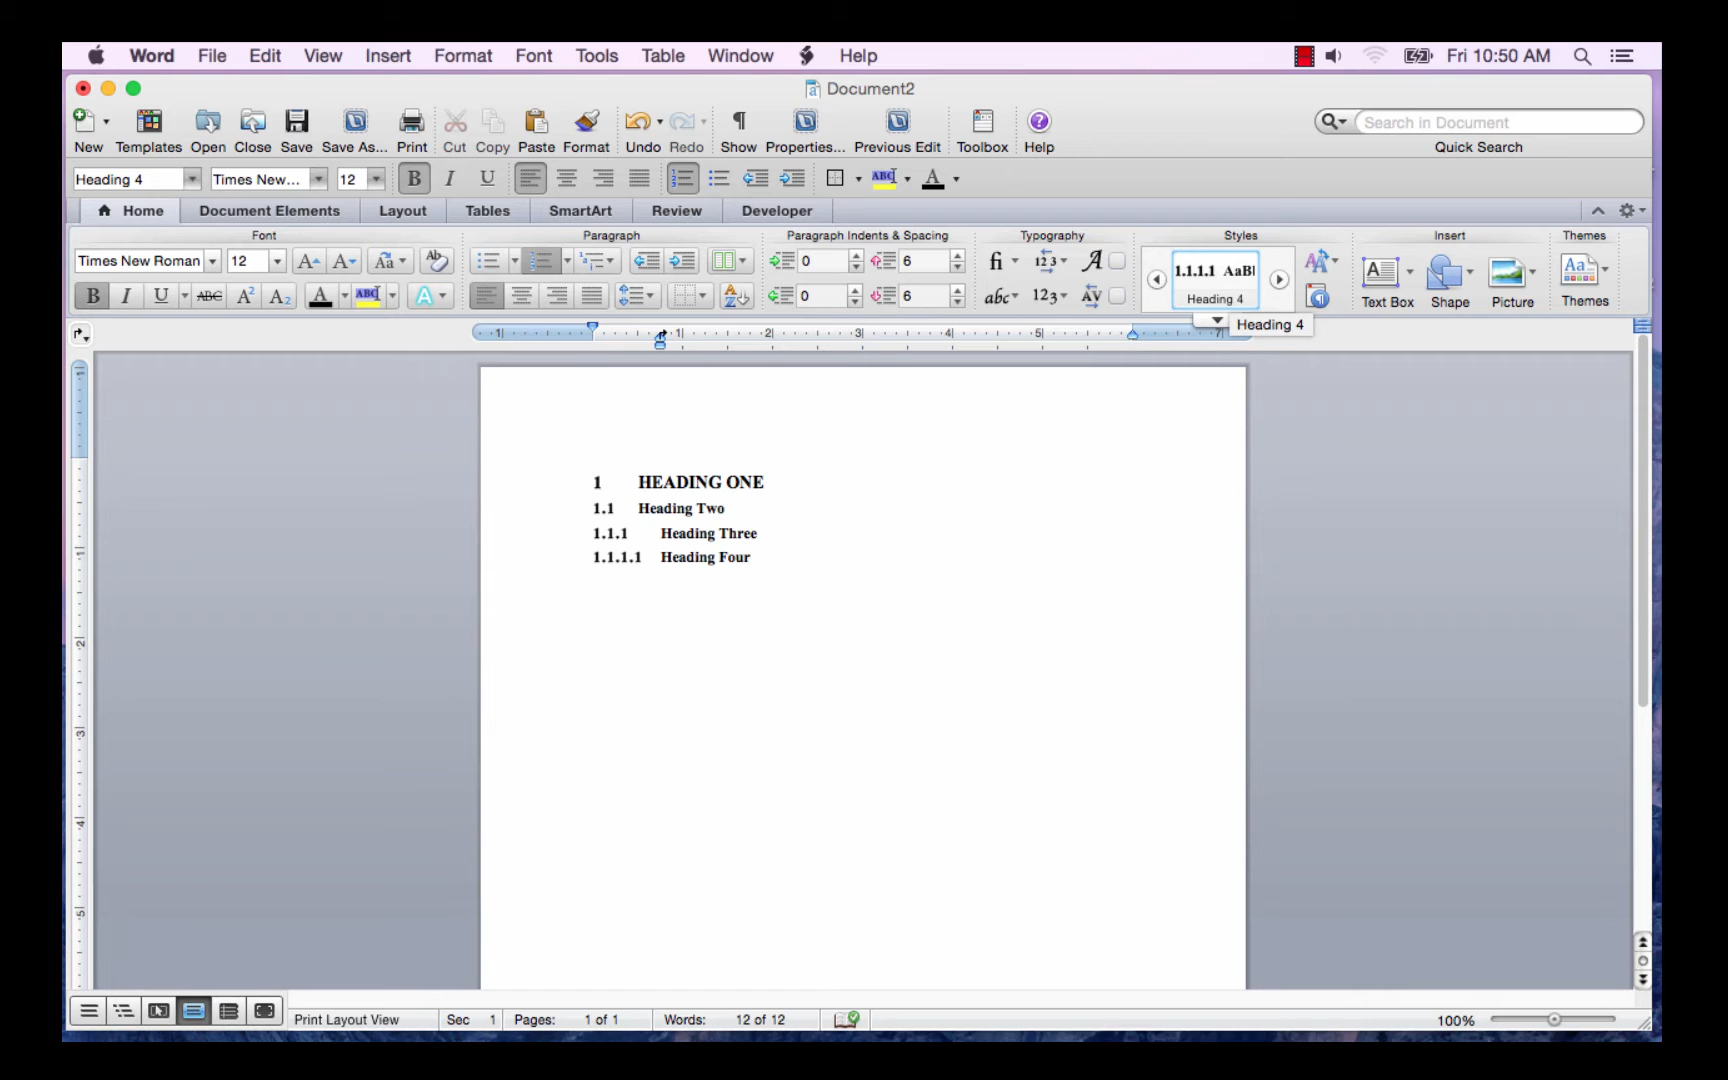 Word File Edit View Insert Format Font Tools Table Window Help Fri 10:50 AM
Document2
New Templates Open Close Save Save As... Print Cut Copy Paste Format Undo Redo Show Properties... Previous Edit Toolbox Help
Search in Document
Quick Search
Heading 4 Times New... 12 B I U ABC A
Home Document Elements Layout Tables SmartArt Review Developer
Font Paragraph Paragraph Indents & Spacing Typography Styles Insert Themes
Times New Roman 12 0 6
1.1.1.1 AaBl
Heading 4
B I U ABC 0 6
Text Box Shape Picture Themes
Heading 4
1 HEADING ONE
1.1 Heading Two
1.1.1 Heading Three
1.1.1.1 Heading Four
Print Layout View Sec 1 Pages: 1 of 1 Words: 12 of 12 100%